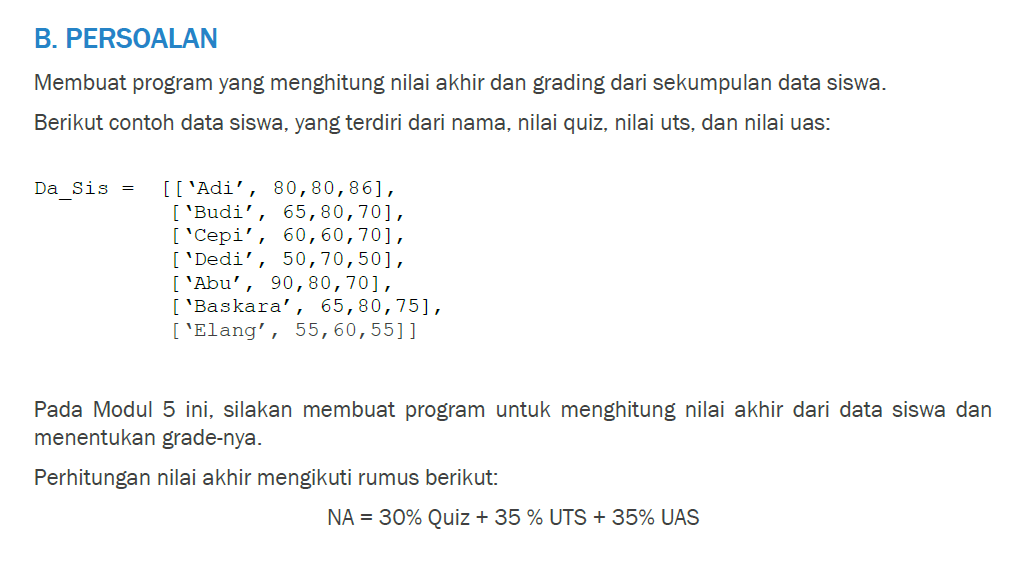 B. PERSOALAN
Membuat program yang menghitung nilai akhir dan grading dari sekumpulan data siswa.
Berikut contoh data siswa, yang terdiri dari nama, nilai quiz, nilai uts, dan nilai uas:
Da_Sis = [[‘Adi’, 80,80,86],
[‘Budi’, 65,80,70],
[‘Cepi’, 60,60,70],
[‘Dedi’, 50,70,50],
[‘Abu’, 90,80,70],
[‘Baskara’, 65,80,75],
[‘Elang’, 55,60,55]]
Pada Modul 5 ini, silakan membuat program untuk menghitung nilai akhir dari data siswa dan
menentukan grade-nya.
Perhitungan nilai akhir mengikuti rumus berikut:
NA = 30% Quiz + 35 % UTS + 35% UAS